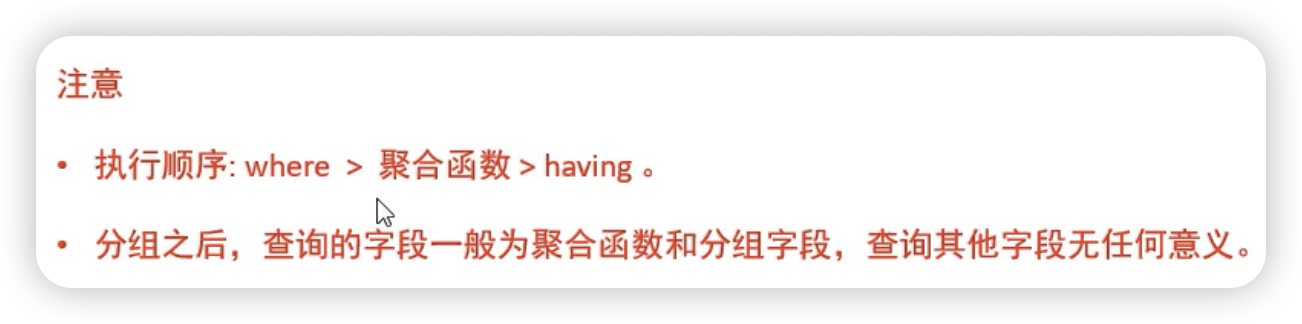 注意
• 执行顺序: where > 聚合函数 > having 。
• 分组之后，查询的字段一般为聚合函数和分组字段，查询其他字段无任何意义。